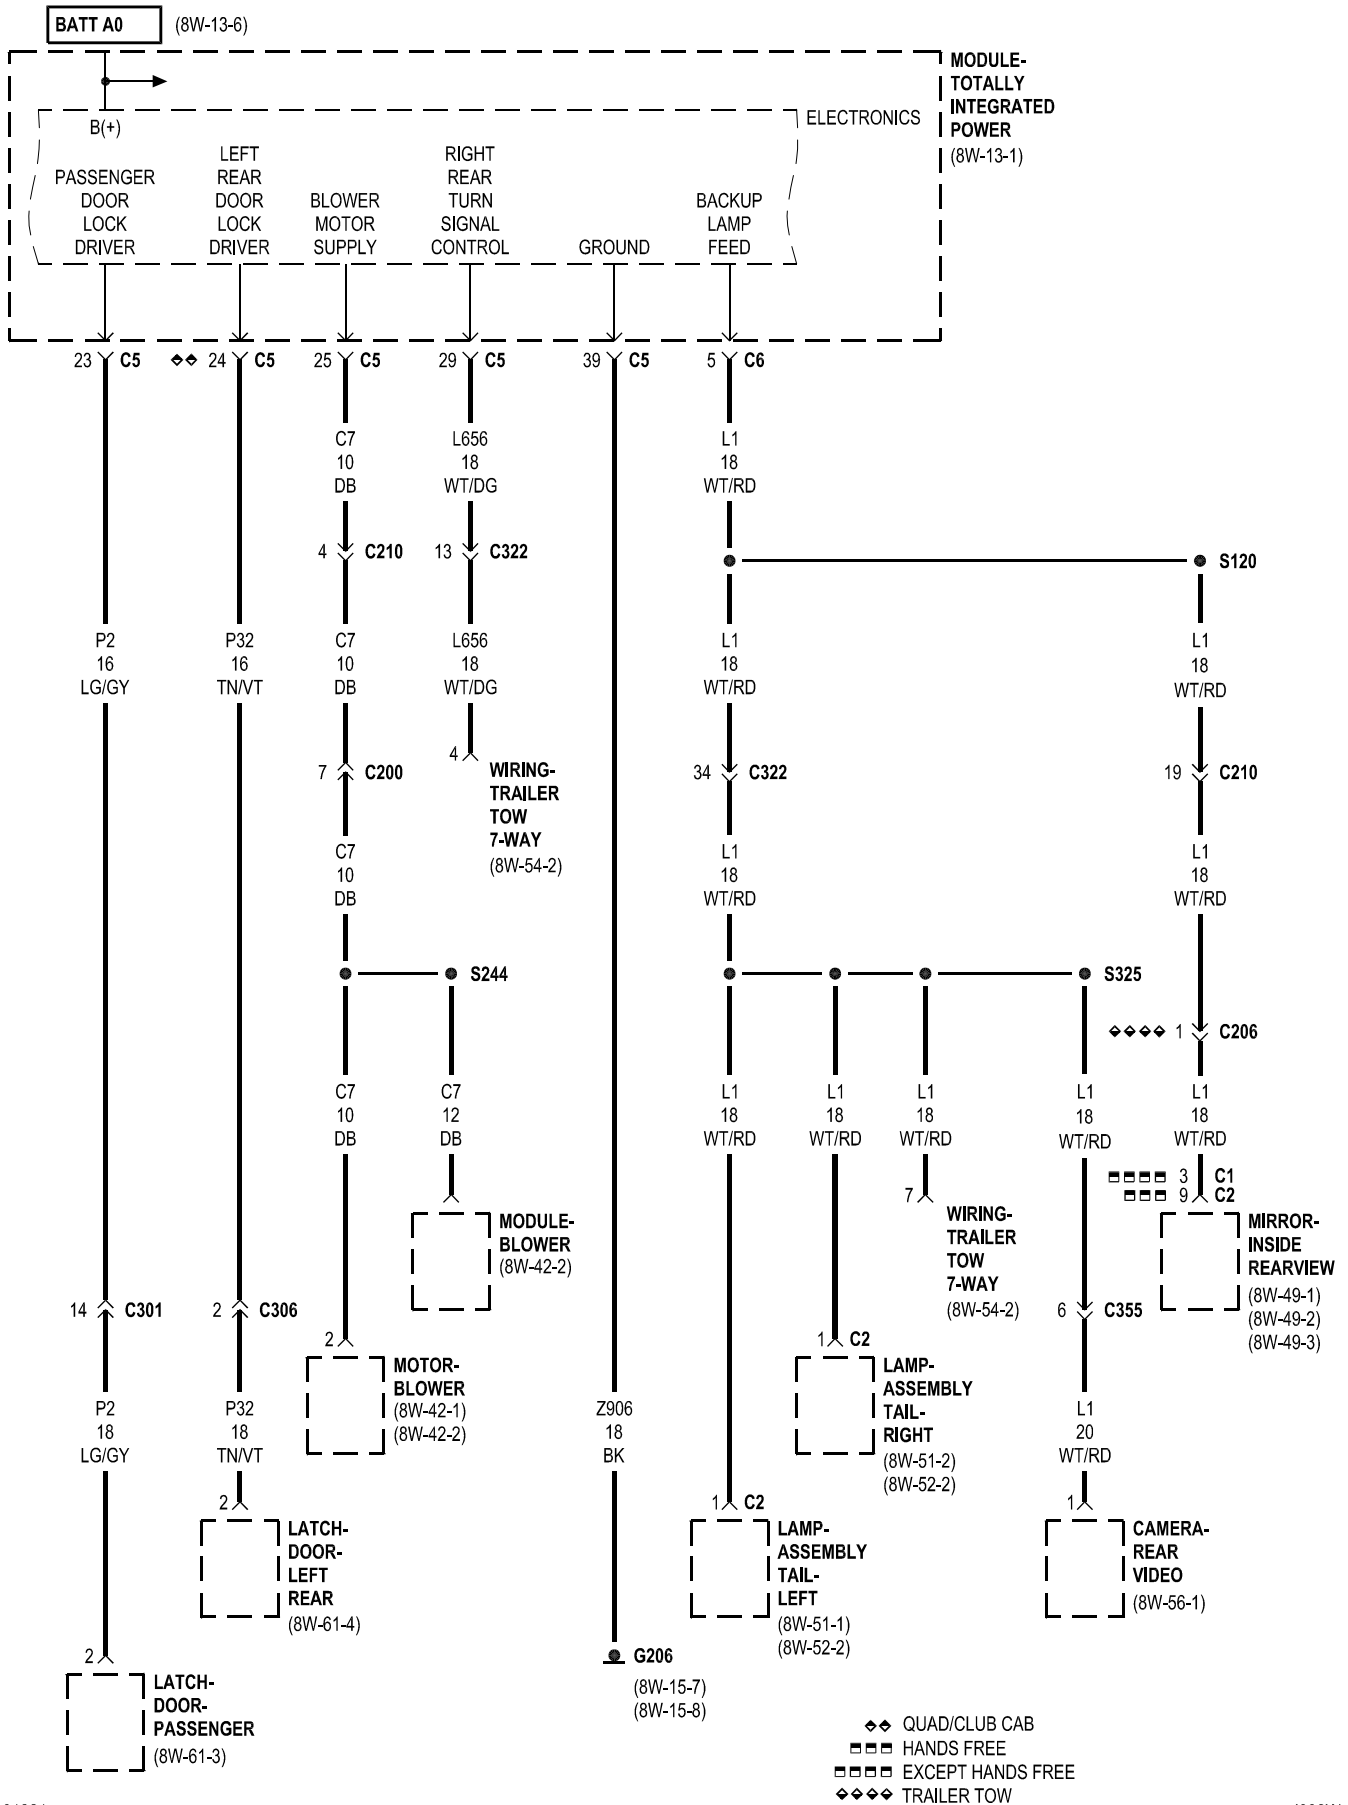 BATT A0 (8W-13-6)
MODULE-
TOTALLY
INTEGRATED
POWER
(8W-13-1)
ELECTRONICS
B(+)
PASSENGER
DOOR
LOCK
DRIVER
LEFT
REAR
DOOR
LOCK
DRIVER
BLOWER
MOTOR
SUPPLY
RIGHT
REAR
TURN
SIGNAL
CONTROL
GROUND
BACKUP
LAMP
FEED
23 C5
24 C5
25 C5
29 C5
39 C5
5 C6
C7
10
DB
L656
18
WT/DG
L1
18
WT/RD
4 C210
13 C322
S120
P2
16
LG/GY
P32
16
TN/VT
C7
10
DB
L656
18
WT/DG
L1
18
WT/RD
L1
18
WT/RD
7 C200
4
WIRING-
TRAILER
TOW
7-WAY
(8W-54-2)
34 C322
19 C210
C7
10
DB
L1
18
WT/RD
L1
18
WT/RD
S244
S325
1 C206
C7
10
DB
C7
12
DB
L1
18
WT/RD
L1
18
WT/RD
L1
18
WT/RD
L1
18
WT/RD
L1
18
WT/RD
3 C1
9 C2
MODULE-
BLOWER
(8W-42-2)
7
WIRING-
TRAILER
TOW
7-WAY
(8W-54-2)
MIRROR-
INSIDE
REARVIEW
(8W-49-1)
(8W-49-2)
(8W-49-3)
14 C301
2 C306
6 C355
2
MOTOR-
BLOWER
(8W-42-1)
(8W-42-2)
1 C2
LAMP-
ASSEMBLY
TAIL-
RIGHT
(8W-51-2)
(8W-52-2)
P2
18
LG/GY
P32
18
TN/VT
Z906
18
BK
L1
20
WT/RD
2
LATCH-
DOOR-
LEFT
REAR
(8W-61-4)
1 C2
LAMP-
ASSEMBLY
TAIL-
LEFT
(8W-51-1)
(8W-52-2)
1
CAMERA-
REAR
VIDEO
(8W-56-1)
2
LATCH-
DOOR-
PASSENGER
(8W-61-3)
G206
(8W-15-7)
(8W-15-8)
QUAD/CLUB CAB
HANDS FREE
EXCEPT HANDS FREE
TRAILER TOW